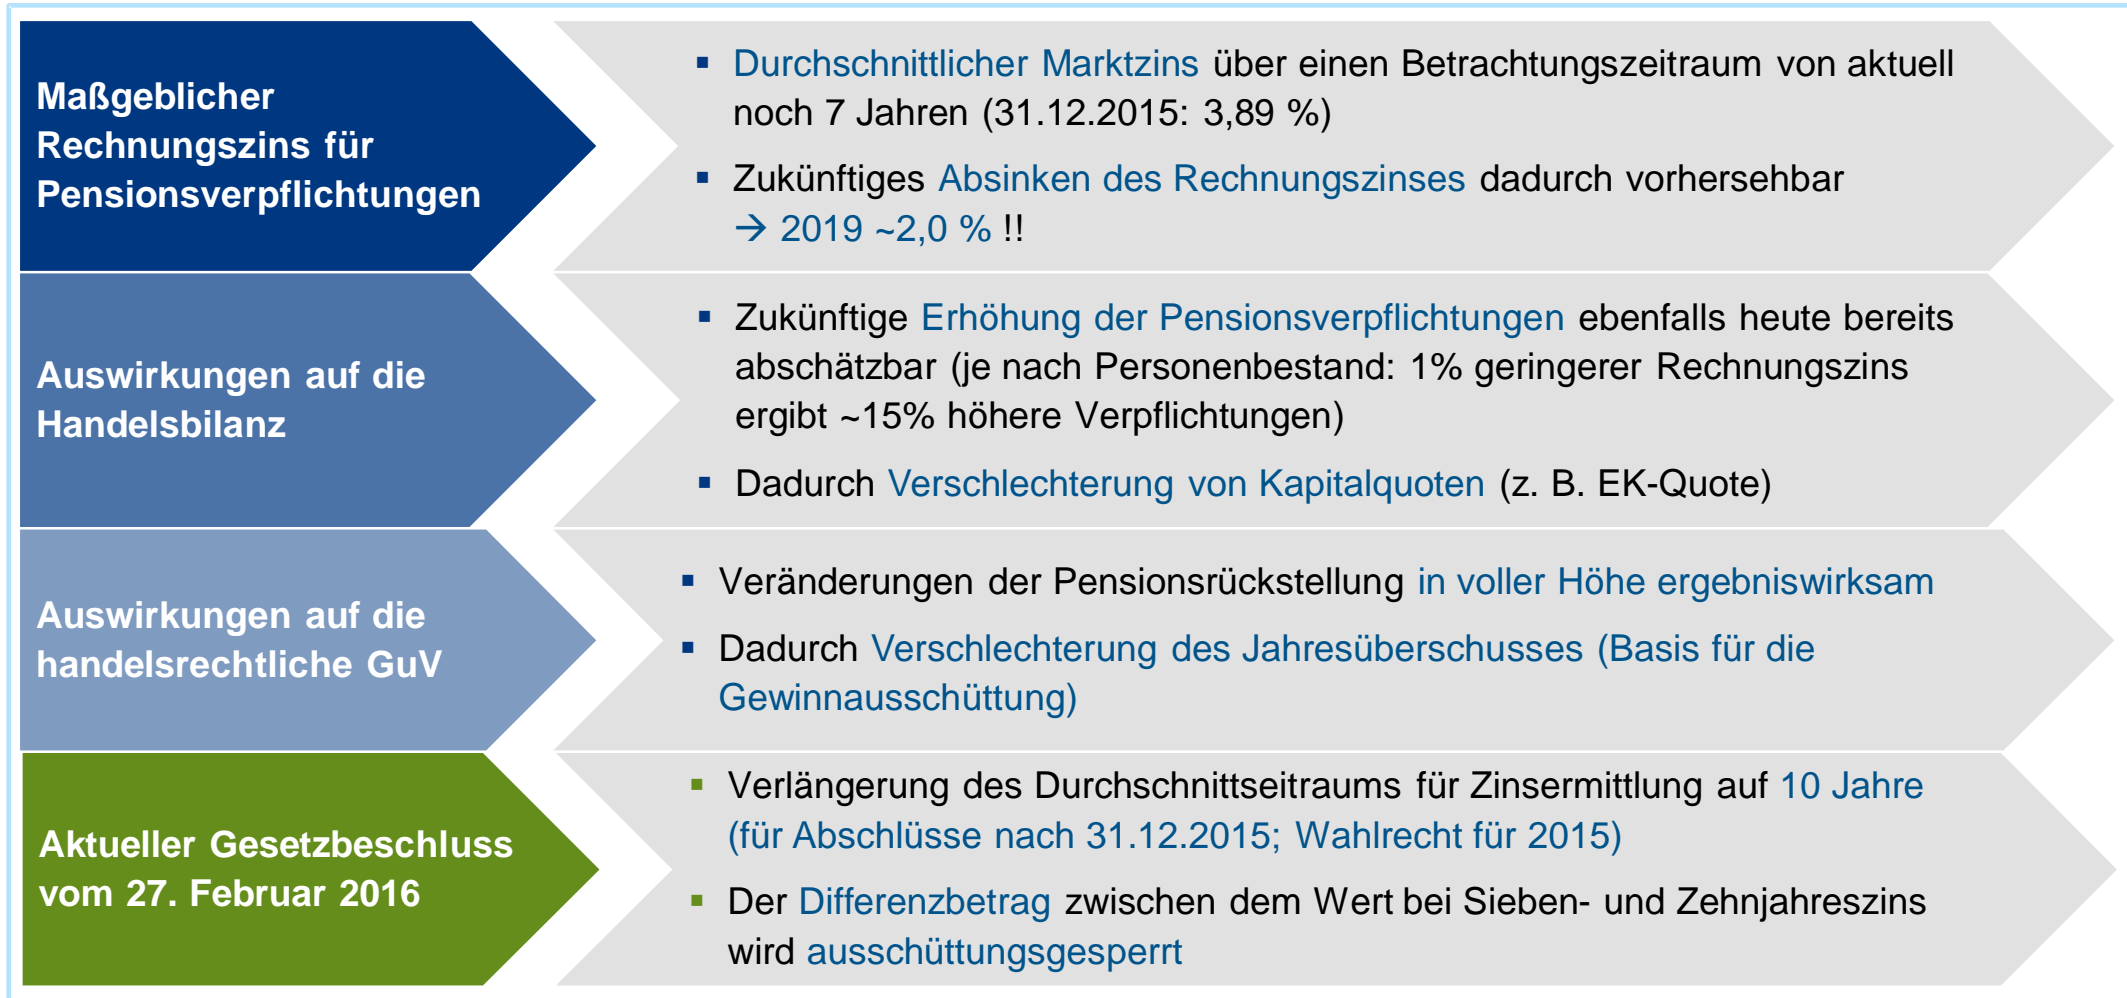 Maßgeblicher
Rechnungszins für
Pensionsverpflichtungen
▪ Durchschnittlicher Marktzins über einen Betrachtungszeitraum von aktuell
noch 7 Jahren (31.12.2015: 3,89 %)
▪ Zukünftiges Absinken des Rechnungszinses dadurch vorhersehbar
→ 2019 ~2,0 % !!
Auswirkungen auf die
Handelsbilanz
▪ Zukünftige Erhöhung der Pensionsverpflichtungen ebenfalls heute bereits
abschätzbar (je nach Personenbestand: 1% geringerer Rechnungszins
ergibt ~15% höhere Verpflichtungen)
▪ Dadurch Verschlechterung von Kapitalquoten (z. B. EK-Quote)
Auswirkungen auf die
handelsrechtliche GuV
▪ Veränderungen der Pensionsrückstellung in voller Höhe ergebniswirksam
▪ Dadurch Verschlechterung des Jahresüberschusses (Basis für die
Gewinnausschüttung)
Aktueller Gesetzbeschluss
vom 27. Februar 2016
▪ Verlängerung des Durchschnittseitraums für Zinsermittlung auf 10 Jahre
(für Abschlüsse nach 31.12.2015; Wahlrecht für 2015)
▪ Der Differenzbetrag zwischen dem Wert bei Sieben- und Zehnjahreszins
wird ausschüttungsgesperrt